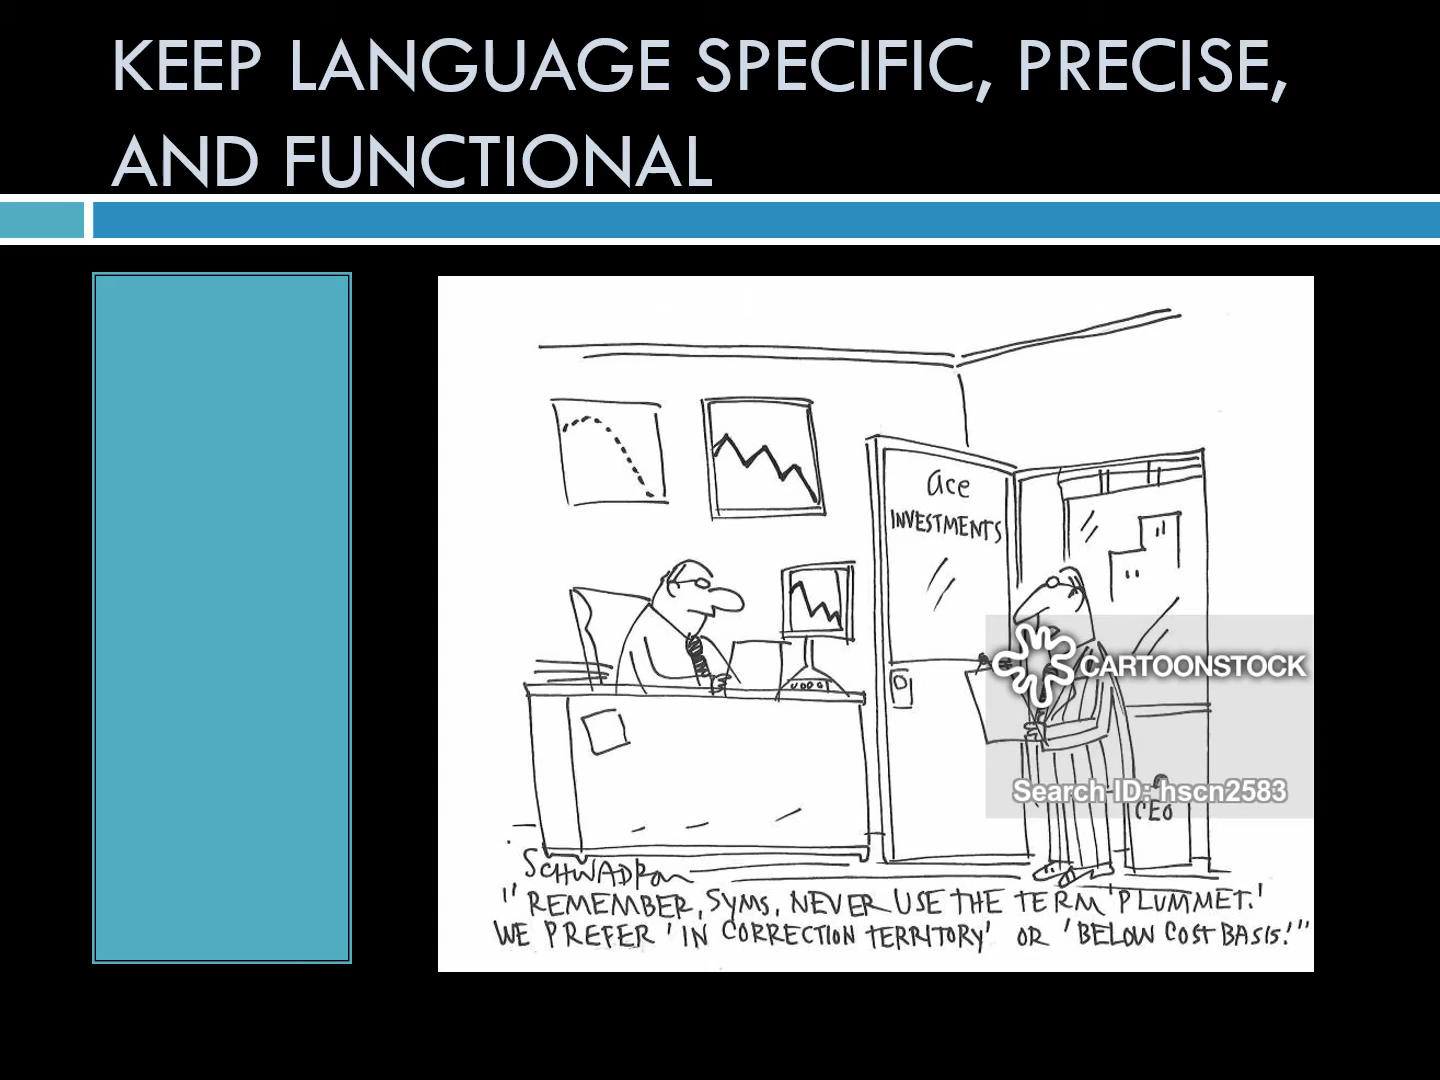 KEEP LANGUAGE SPECIFIC, PRECISE,
AND FUNCTIONAL
ace
INVESTMENTS
CARTOONSTOCK
Search ID: hscn2583
CEO
SCHWADRON
"REMEMBER, SYMS, NEVER USE THE TERM 'PLUMMET.'
WE PREFER 'IN CORRECTION TERRITORY' OR 'BELOW COST BASIS.'"